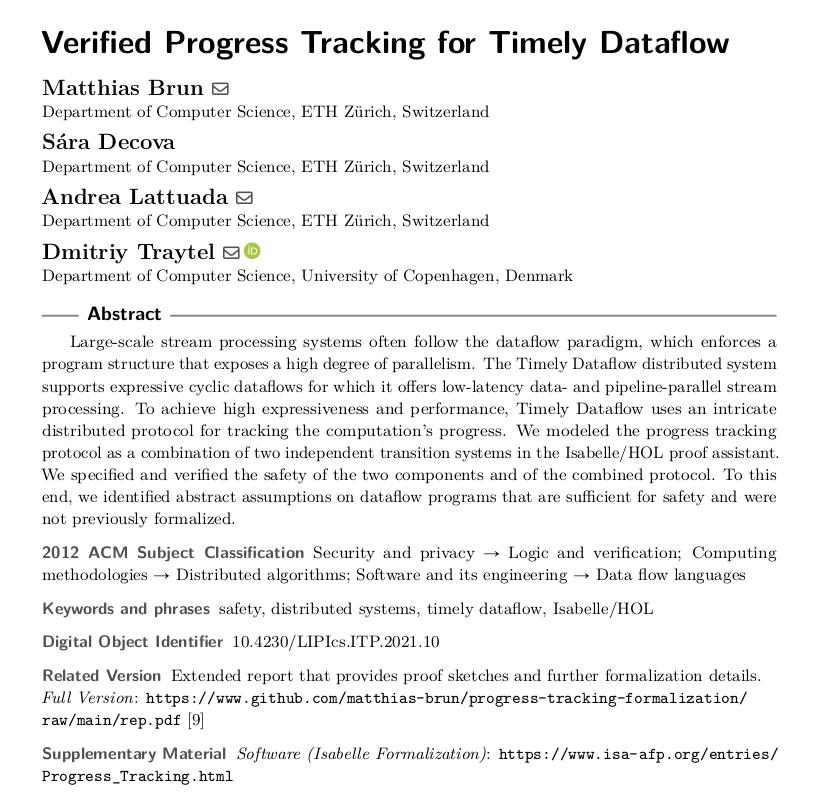 Verified Progress Tracking for Timely Dataflow
Matthias Brun
Department of Computer Science, ETH Zürich, Switzerland
Sára Decova
Department of Computer Science, ETH Zürich, Switzerland
Andrea Lattuada
Department of Computer Science, ETH Zürich, Switzerland
Dmitriy Traytel iD
Department of Computer Science, University of Copenhagen, Denmark
Abstract
Large-scale stream processing systems often follow the dataflow paradigm, which enforces a
program structure that exposes a high degree of parallelism. The Timely Dataflow distributed system
supports expressive cyclic dataflows for which it offers low-latency data- and pipeline-parallel stream
processing. To achieve high expressiveness and performance, Timely Dataflow uses an intricate
distributed protocol for tracking the computation's progress. We modeled the progress tracking
protocol as a combination of two independent transition systems in the Isabelle/HOL proof assistant.
We specified and verified the safety of the two components and of the combined protocol. To this
end, we identified abstract assumptions on dataflow programs that are sufficient for safety and were
not previously formalized.
2012 ACM Subject Classification Security and privacy → Logic and verification; Computing
methodologies → Distributed algorithms; Software and its engineering → Data flow languages
Keywords and phrases safety, distributed systems, timely dataflow, Isabelle/HOL
Digital Object Identifier 10.4230/LIPIcs.ITP.2021.10
Related Version Extended report that provides proof sketches and further formalization details.
Full Version: https://www.github.com/matthias-brun/progress-tracking-formalization/
raw/main/rep.pdf [9]
Supplementary Material Software (Isabelle Formalization): https://www.isa-afp.org/entries/
Progress_Tracking.html